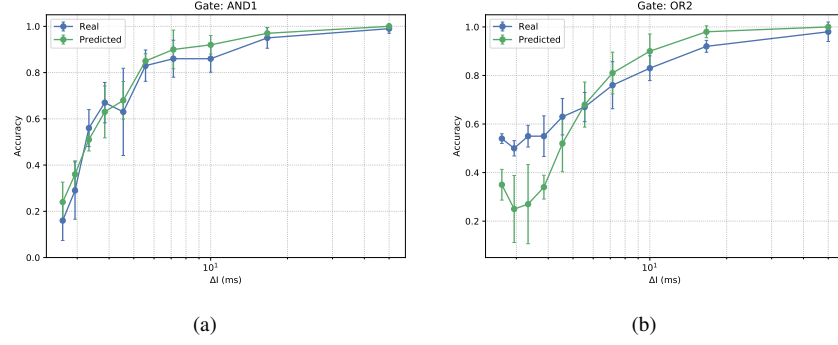 Gate: AND1
Real
Predicted
Accuracy
1.0
0.8
0.6
0.4
0.2
0.0
10¹
ΔI (ms)
(a)
Gate: OR2
Real
Predicted
Accuracy
1.0
0.8
0.6
0.4
0.2
10¹
ΔI (ms)
(b)